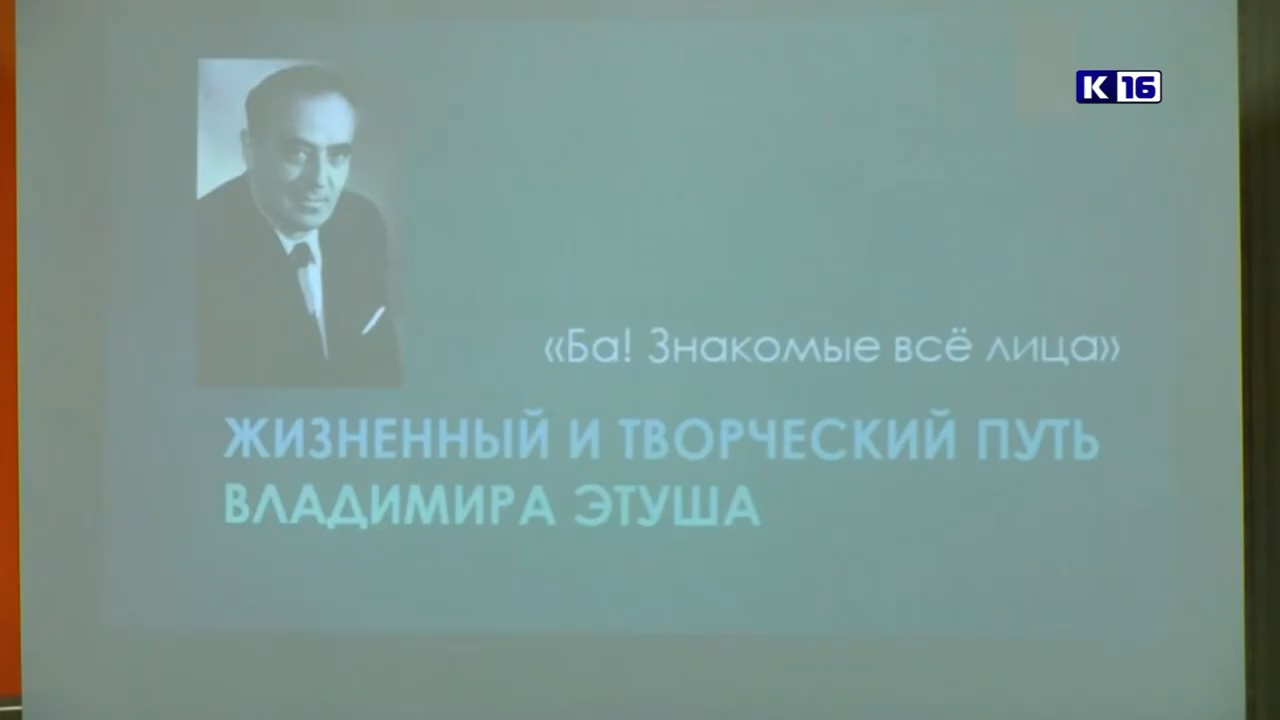 К 16
«Ба! Знакомые всё лица»
ЖИЗНЕННЫЙ И ТВОРЧЕСКИЙ ПУТЬ
ВЛАДИМИРА ЭТУША